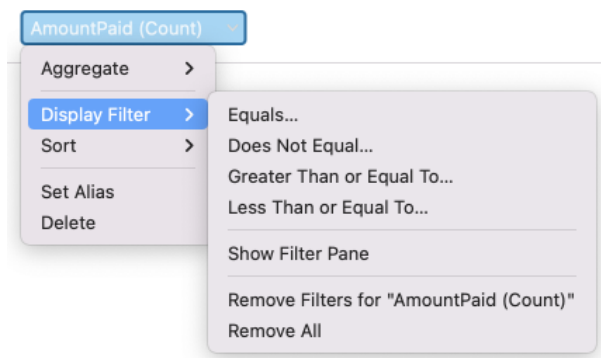 AmountPaid (Count)
Aggregate
Display Filter
Sort
Set Alias
Delete
Equals...
Does Not Equal...
Greater Than or Equal To...
Less Than or Equal To...
Show Filter Pane
Remove Filters for "AmountPaid (Count)"
Remove All